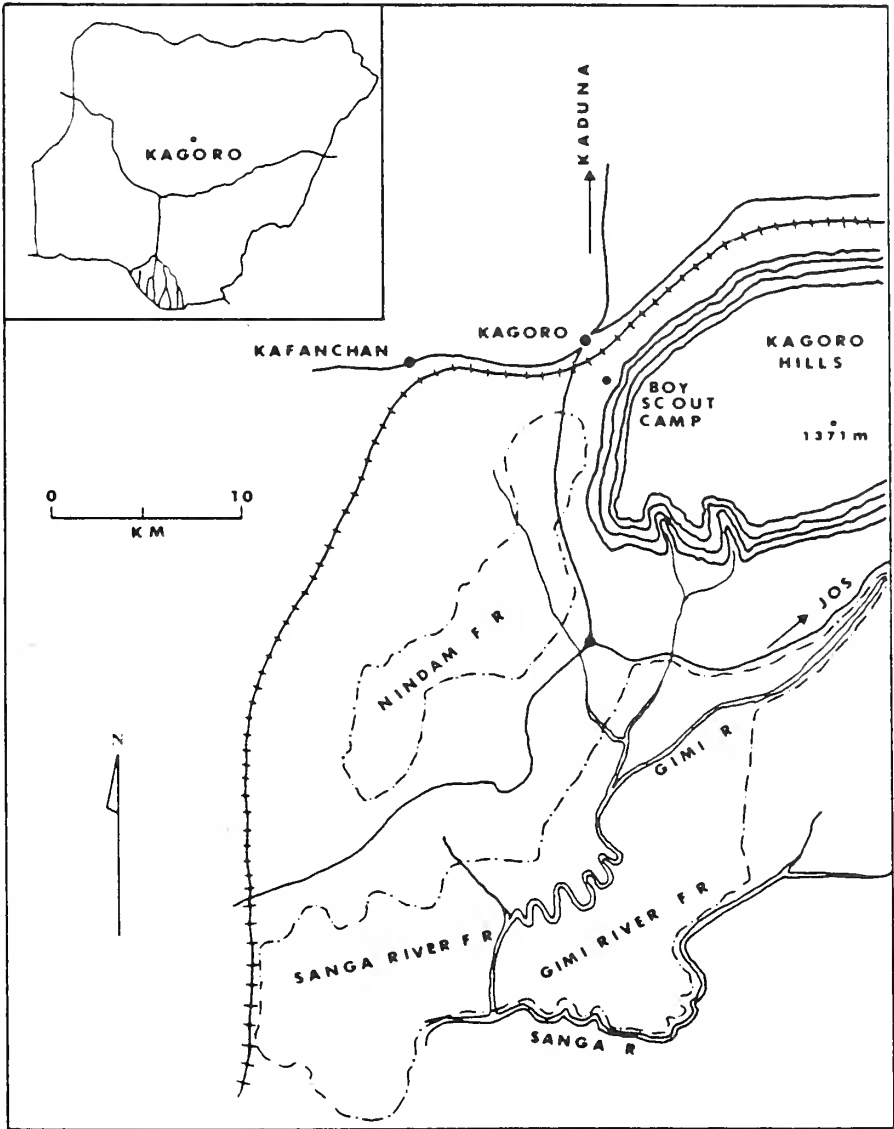 KAGORO
KADUNA
KAGORO
KAFANCHAN
KAGORO
HILLS
BOY
SCOUT
CAMP
1371 m
0 10
KM
JOS
NINDAM F R
N
GIMI R
SANGA RIVER F R
GIMI RIVER F R
SANGA R